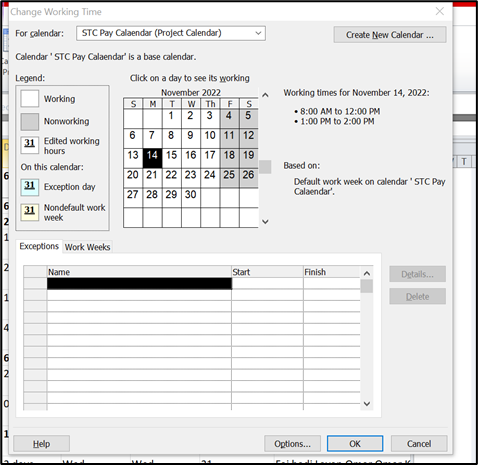 Change Working Time
For calendar: STC Pay Calaendar (Project Calendar) Create New Calendar ...
Calendar ' STC Pay Calaendar' is a base calendar.
Legend:
Working
Nonworking
31 Edited working
hours
On this calendar:
31 Exception day
31 Nondefault work
week
Click on a day to see its working
November 2022
S M T W Th F S
1 2 3 4 5
6 7 8 9 10 11 12
13 14 15 16 17 18 19
20 21 22 23 24 25 26
27 28 29 30
Working times for November 14, 2022:
• 8:00 AM to 12:00 PM
• 1:00 PM to 2:00 PM
Based on:
Default work week on calendar ' STC Pay
Calaendar'.
Exceptions Work Weeks
Name Start Finish
Details...
Delete
Help Options... OK Cancel
W T